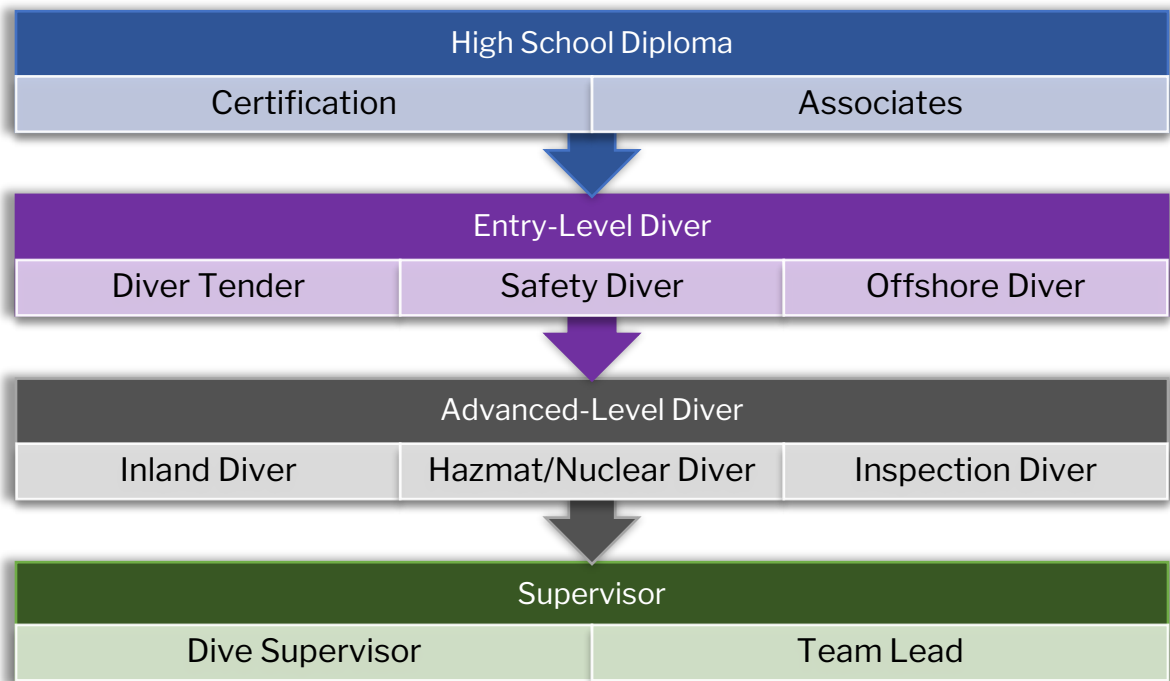 High School Diploma
Certification
Associates
Entry-Level Diver
Diver Tender
Safety Diver
Offshore Diver
Advanced-Level Diver
Inland Diver
Hazmat/Nuclear Diver
Inspection Diver
Supervisor
Dive Supervisor
Team Lead